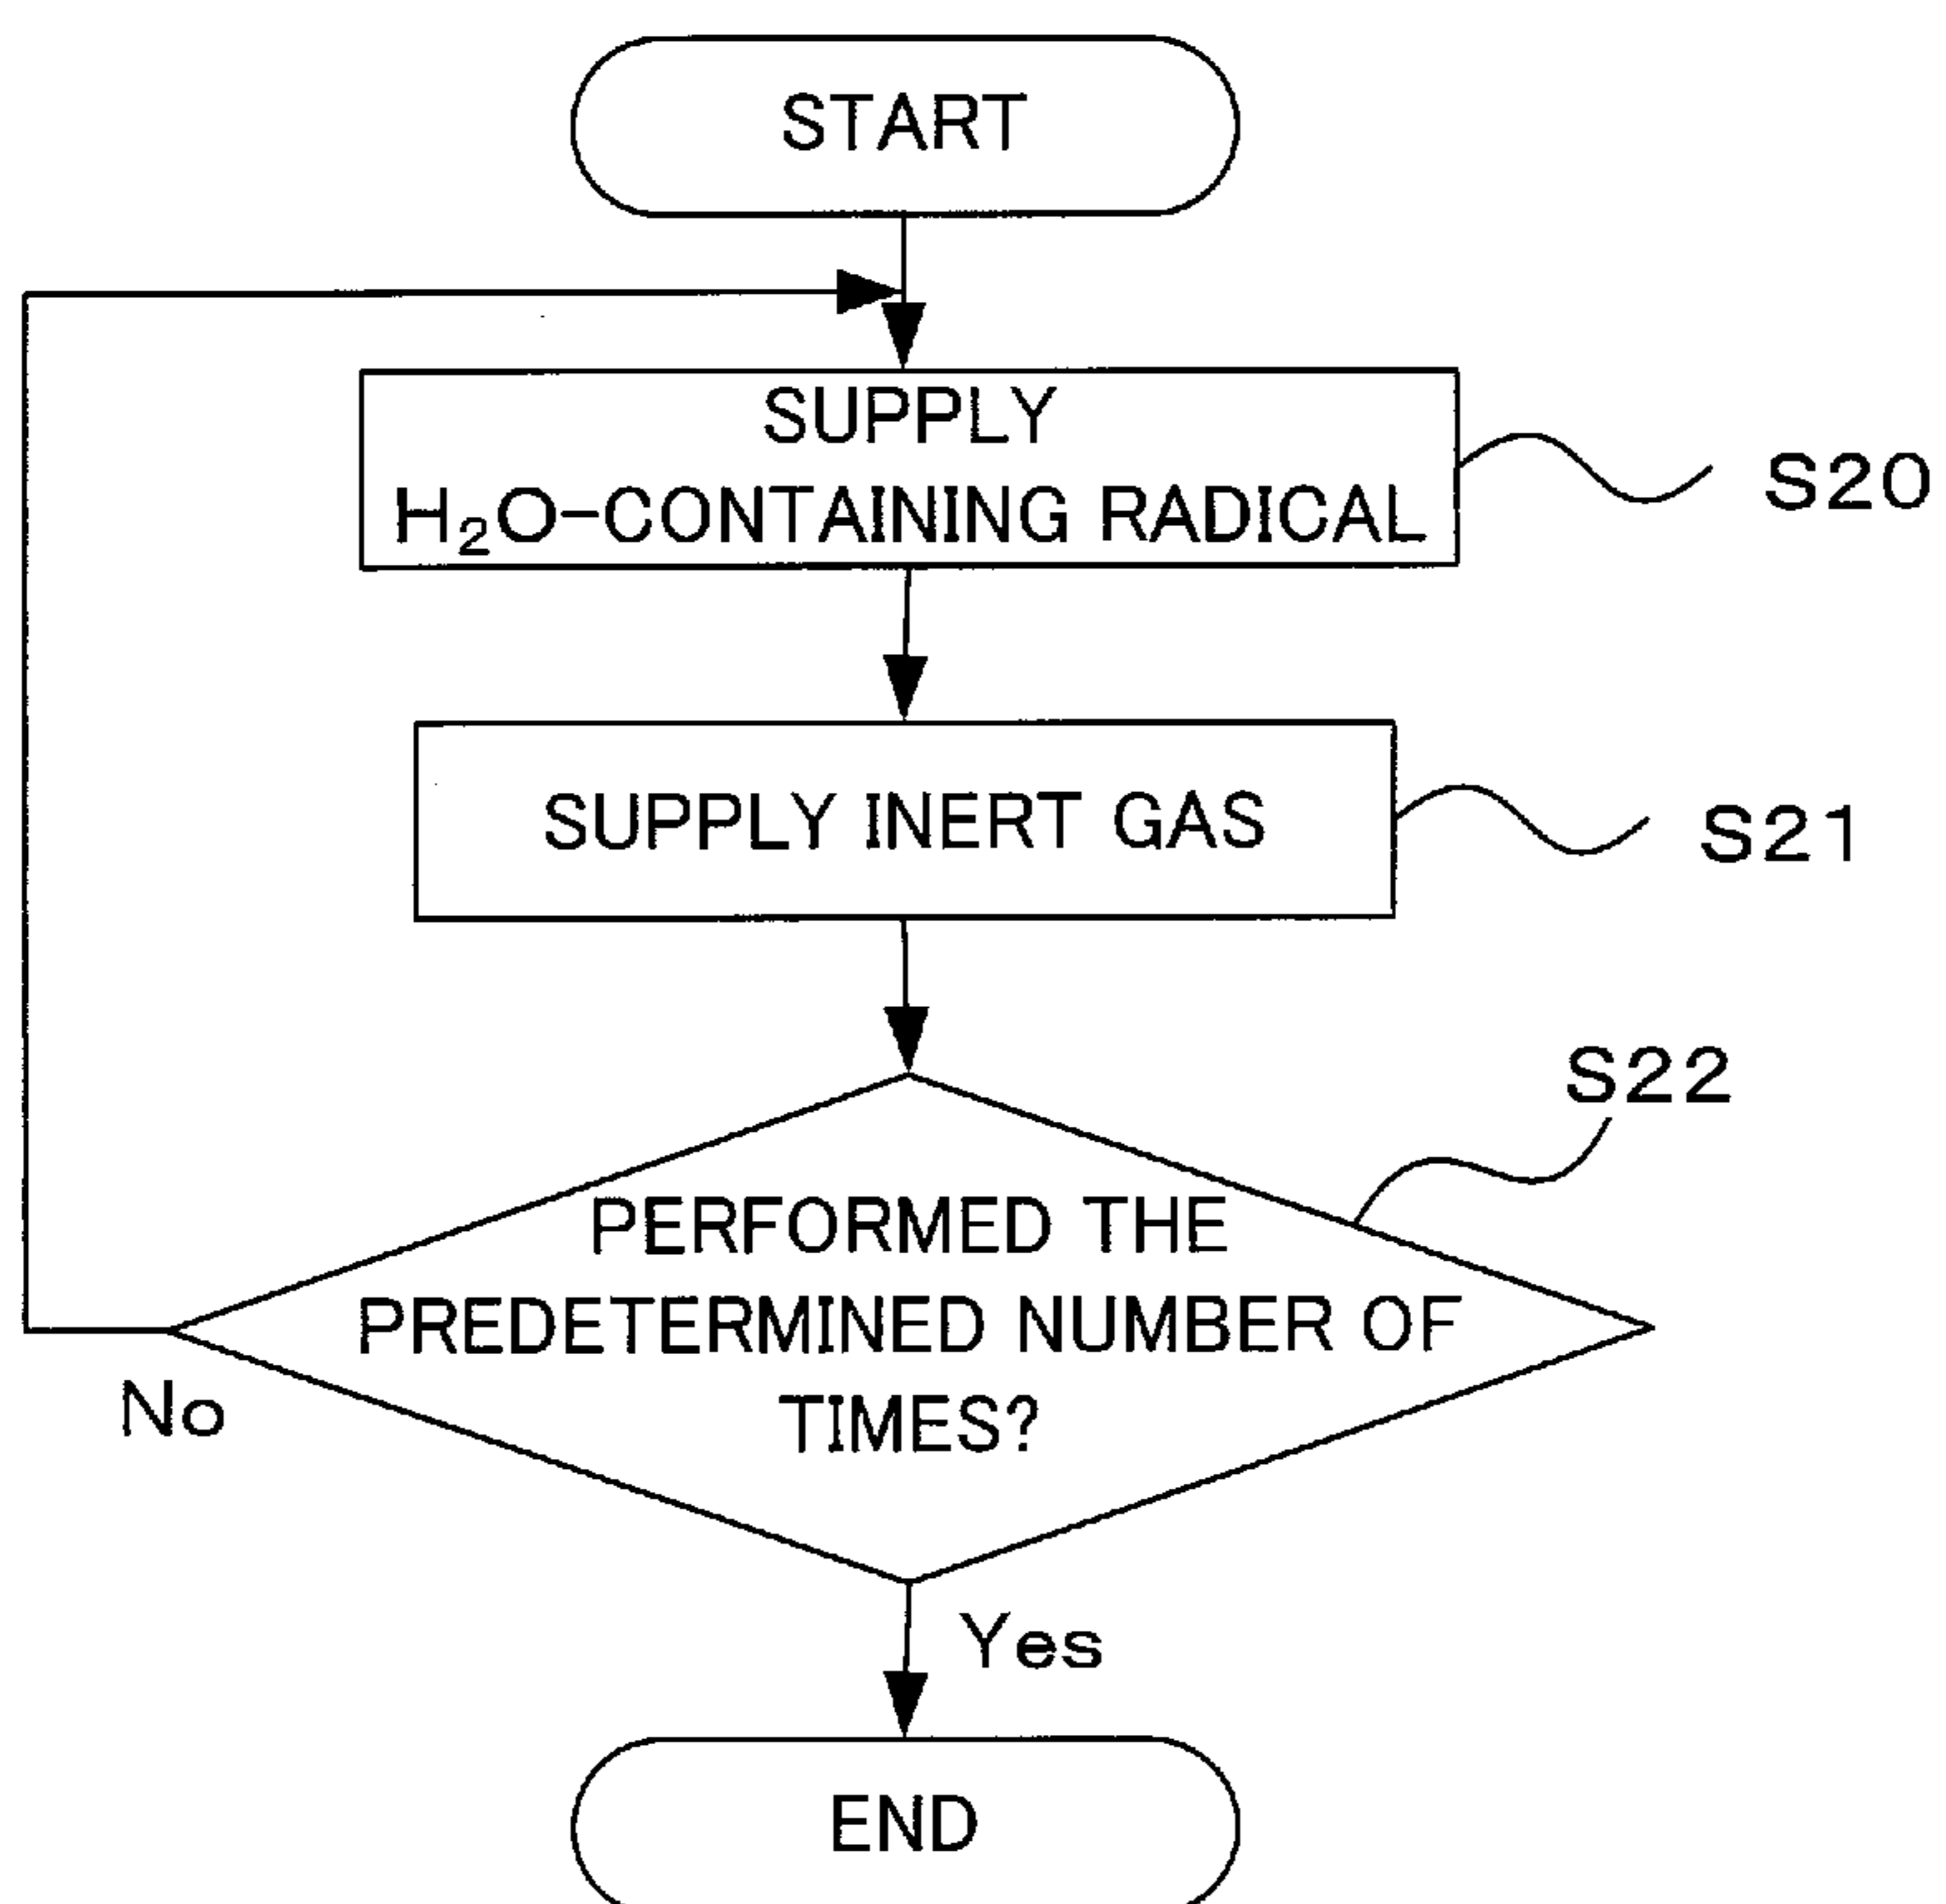 START
SUPPLY
H₂O-CONTAINING RADICAL
S20
SUPPLY INERT GAS
S21
S22
PERFORMED THE
PREDETERMINED NUMBER OF
TIMES?
No
Yes
END